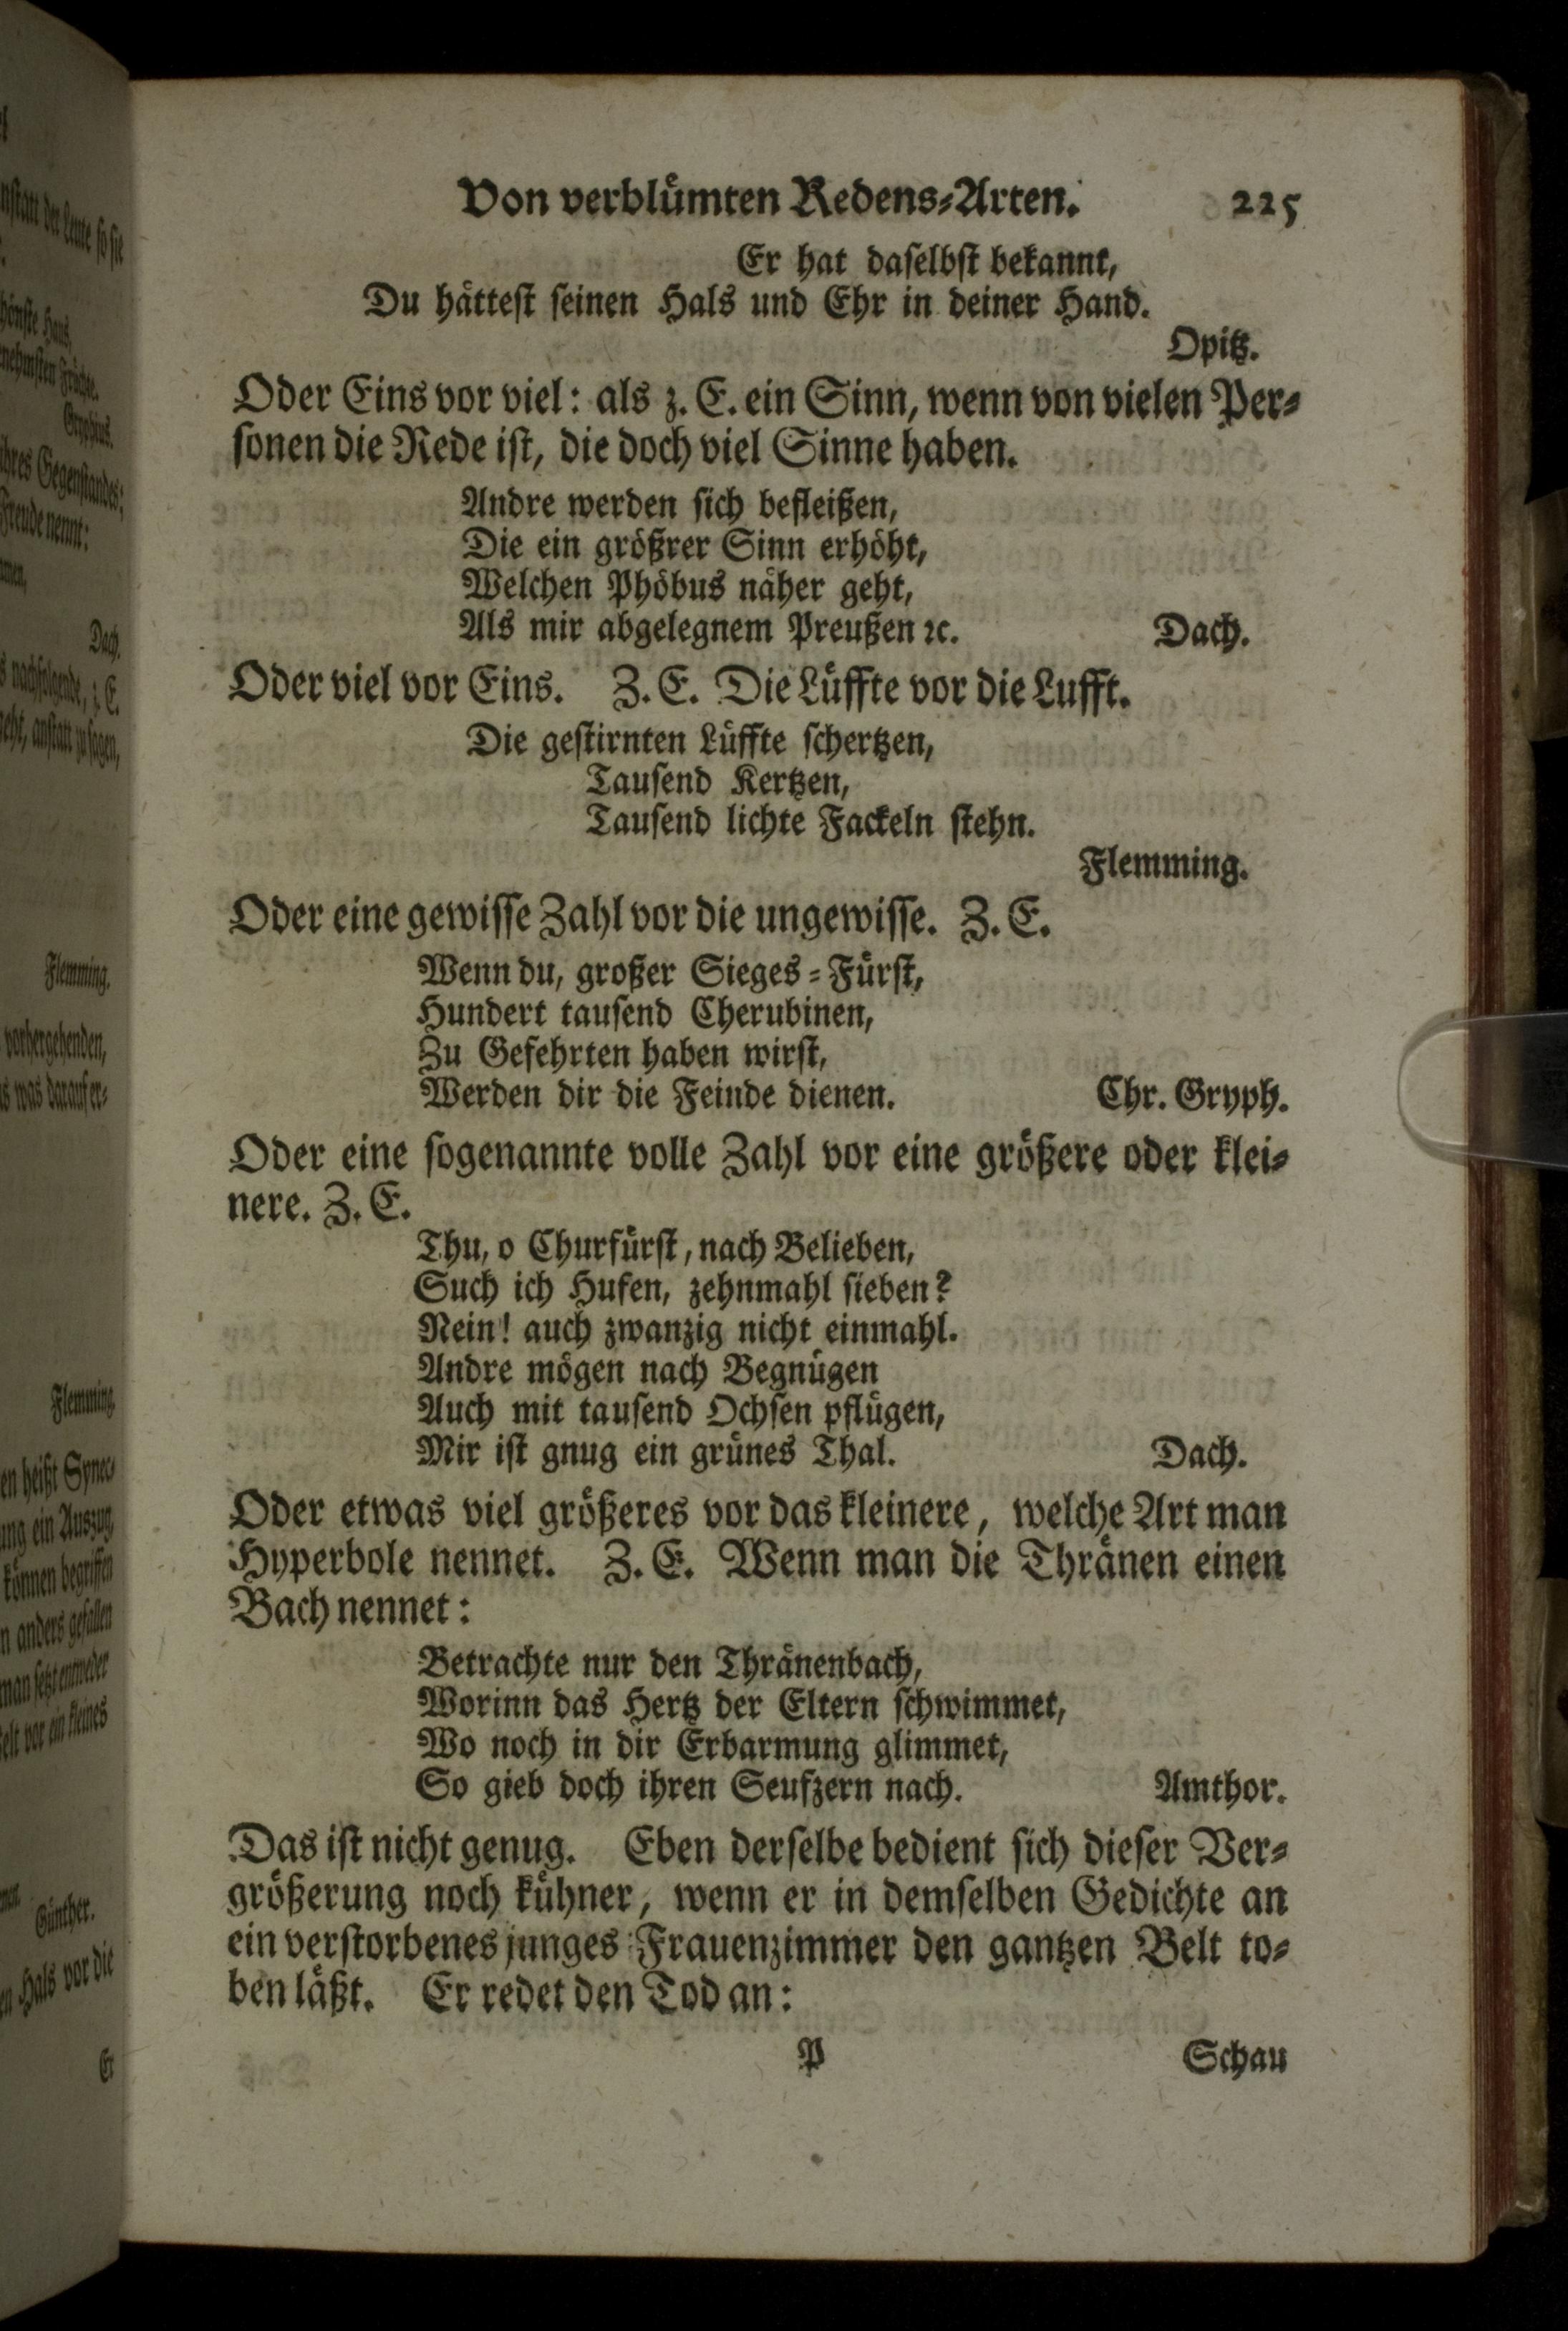 Von verblümten Redens-Arten. 225
Er hat daselbst bekannt,
Du hättest seinen Hals und Ehr in deiner Hand.
Opitz.
Oder Eins vor viel: als z. E. ein Sinn, wenn von vielen Per-
sonen die Rede ist, die doch viel Sinne haben.
Andre werden sich befleißen,
Die ein größrer Sinn erhöht,
Welchen Phöbus näher geht,
Als mir abgelegnem Preußen ꝛc. Dach.
Oder viel vor Eins. Z. E. Die Lüffte vor die Lufft.
Die gestirnten Lüffte schertzen,
Tausend Kertzen,
Tausend lichte Fackeln stehn.
Flemming.
Oder eine gewisse Zahl vor die ungewisse. Z. E.
Wenn du, großer Sieges-Fürst,
Hundert tausend Cherubinen,
Zu Gefehrten haben wirst,
Werden dir die Feinde dienen. Chr. Gryph.
Oder eine sogenannte volle Zahl vor eine größere oder klei-
nere. Z. E.
Thu, o Churfürst, nach Belieben,
Such ich Hufen, zehnmahl sieben?
Nein! auch zwanzig nicht einmahl.
Andre mögen nach Begnügen
Auch mit tausend Ochsen pflügen,
Mir ist gnug ein grünes Thal. Dach.
Oder etwas viel größeres vor das kleinere, welche Art man
Hyperbole nennet. Z. E. Wenn man die Thränen einen
Bach nennet:
Betrachte nur den Thränenbach,
Worinn das Hertz der Eltern schwimmet,
Wo noch in dir Erbarmung glimmet,
So gieb doch ihren Seufzern nach. Amthor.
Das ist nicht genug. Eben derselbe bedient sich dieser Ver-
größerung noch kühner, wenn er in demselben Gedichte an
ein verstorbenes junges Frauenzimmer den gantzen Belt to-
ben läßt. Er redet den Tod an:
P Schau